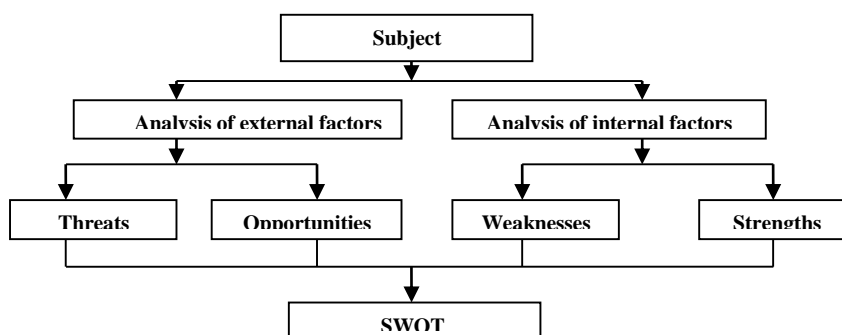 Subject
Analysis of external factors
Analysis of internal factors
Threats
Opportunities
Weaknesses
Strengths
SWOT